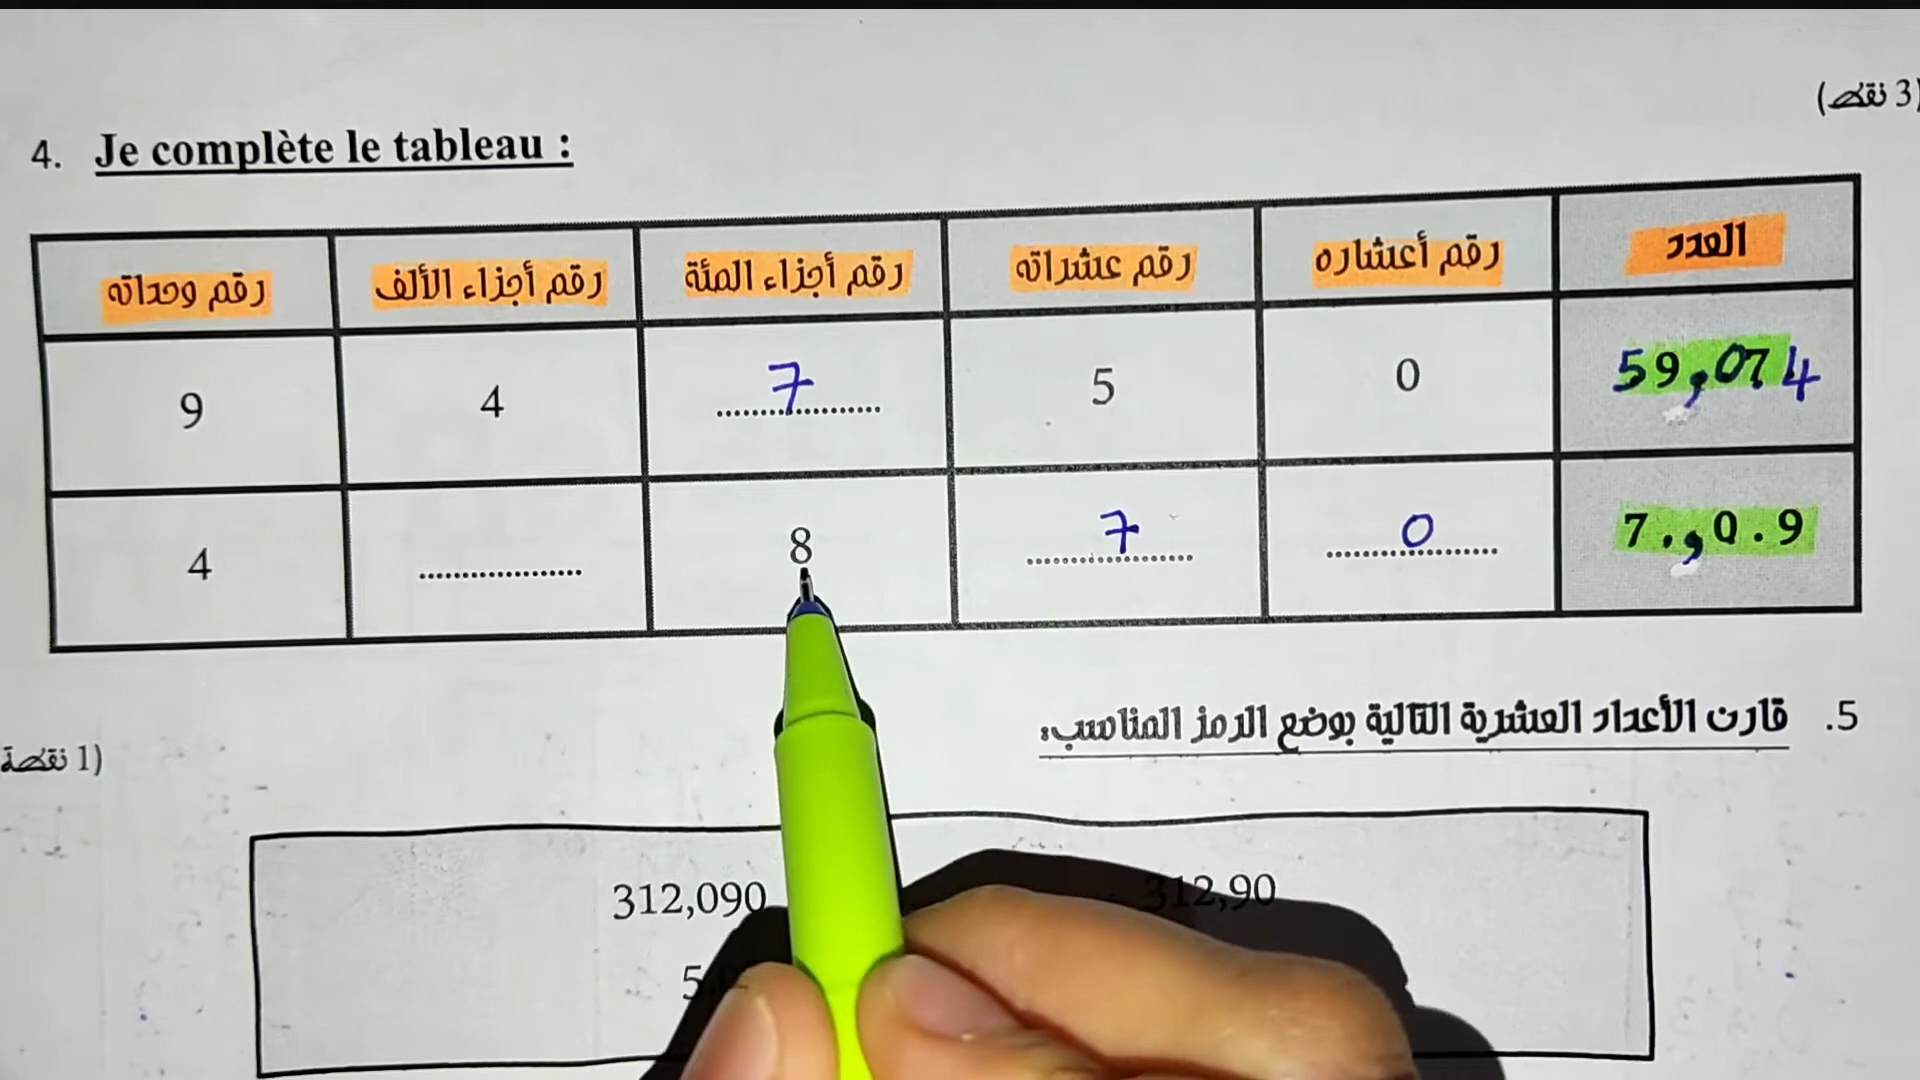 (3 نقط)
4. Je complète le tableau :
العدد رقم أعشاره رقم عشراته رقم أجزاء المئة رقم أجزاء الألف رقم وحداته
59,074 0 5 7 4 9
7.,0.9 0 7 8 .................. 4
5. قارن الأعداد العشرية التالية بوضع الرمز المناسب:
(1 نقطة)
312,090 312,90